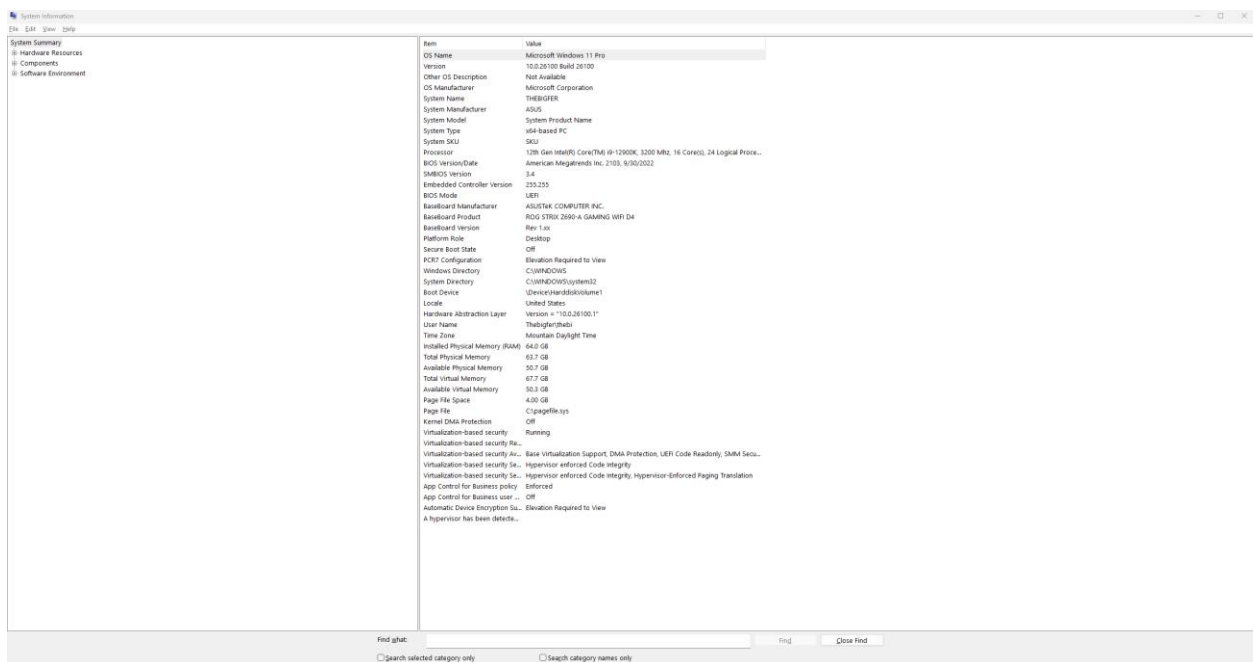 System Information
File Edit View Help
System Summary
Hardware Resources
Components
Software Environment
Item Value
OS Name Microsoft Windows 11 Pro
Version 10.0.26100 Build 26100
Other OS Description Not Available
OS Manufacturer Microsoft Corporation
System Name THEBIGFER
System Manufacturer ASUS
System Model System Product Name
System Type x64-based PC
System SKU SKU
Processor 12th Gen Intel(R) Core(TM) i9-12900K, 3200 Mhz, 16 Core(s), 24 Logical Proce...
BIOS Version/Date American Megatrends Inc. 2103, 9/30/2022
SMBIOS Version 3.4
Embedded Controller Version 255.255
BIOS Mode UEFI
BaseBoard Manufacturer ASUSTeK COMPUTER INC.
BaseBoard Product ROG STRIX Z690-A GAMING WIFI D4
BaseBoard Version Rev 1.xx
Platform Role Desktop
Secure Boot State Off
PCR7 Configuration Elevation Required to View
Windows Directory C:\WINDOWS
System Directory C:\WINDOWS\system32
Boot Device \Device\HarddiskVolume1
Locale United States
Hardware Abstraction Layer Version = "10.0.26100.1"
User Name Thebigfer\thebi
Time Zone Mountain Daylight Time
Installed Physical Memory (RAM) 64.0 GB
Total Physical Memory 63.7 GB
Available Physical Memory 50.7 GB
Total Virtual Memory 67.7 GB
Available Virtual Memory 50.3 GB
Page File Space 4.00 GB
Page File C:\pagefile.sys
Kernel DMA Protection Off
Virtualization-based security Running
Virtualization-based security Re...
Virtualization-based security Av... Base Virtualization Support, DMA Protection, UEFI Code Readonly, SMM Secu...
Virtualization-based security Se... Hypervisor enforced Code Integrity
Virtualization-based security Se... Hypervisor enforced Code Integrity, Hypervisor-Enforced Paging Translation
App Control for Business policy Enforced
App Control for Business user ... Off
Automatic Device Encryption Su... Elevation Required to View
A hypervisor has been detecte...
Find what: Find Close Find
Search selected category only Search category names only